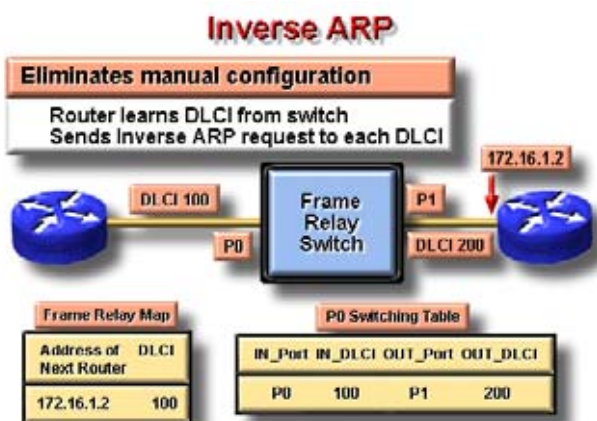 Inverse ARP
Eliminates manual configuration
Router learns DLCI from switch
Sends Inverse ARP request to each DLCI
172.16.1.2
DLCI 100
P0
Frame
Relay
Switch
P1
DLCI 200
Frame Relay Map
Address of DLCI
Next Router
172.16.1.2 100
P0 Switching Table
IN_Port IN_DLCI OUT_Port OUT_DLCI
P0 100 P1 200